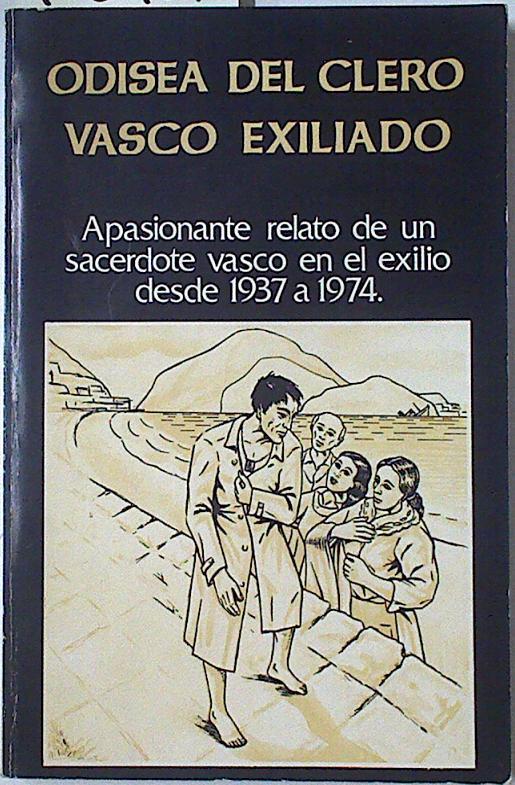 ODISEA DEL CLERO
VASCO EXILIADO
Apasionante relato de un
sacerdote vasco en el exilio
desde 1937 a 1974.